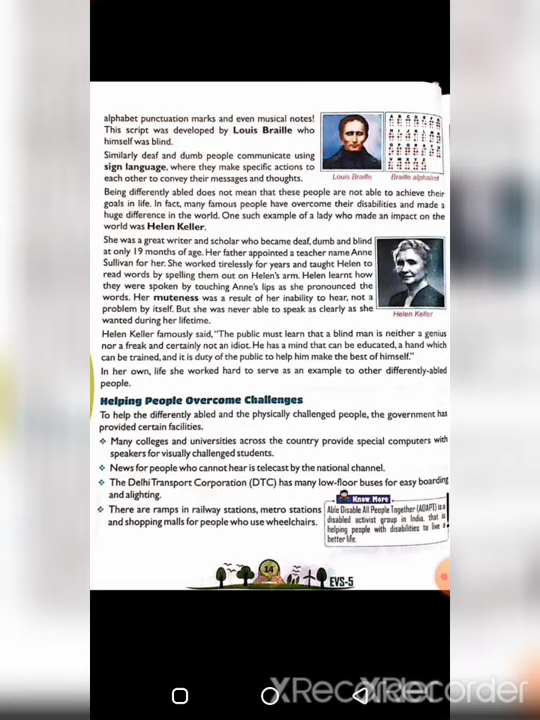 alphabet punctuation marks and even musical notes!
This script was developed by Louis Braille who
himself was blind.
Similarly deaf and dumb people communicate using
sign language, where they make specific actions to
each other to convey their messages and thoughts.
Louis Braille
Braille alphabet
Being differently abled does not mean that these people are not able to achieve their
goals in life. In fact, many famous people have overcome their disabilities and made a
huge difference in the world. One such example of a lady who made an impact on the
world was Helen Keller.
She was a great writer and scholar who became deaf, dumb and blind
at only 19 months of age. Her father appointed a teacher name Anne
Sullivan for her. She worked tirelessly for years and taught Helen to
read words by spelling them out on Helen's arm. Helen learnt how
they were spoken by touching Anne's lips as she pronounced the
words. Her muteness was a result of her inability to hear, not a
problem by itself. But she was never able to speak as clearly as she
wanted during her lifetime.
Helen Keller
Helen Keller famously said, "The public must learn that a blind man is neither a genius
nor a freak and certainly not an idiot. He has a mind that can be educated, a hand which
can be trained, and it is duty of the public to help him make the best of himself."
In her own, life she worked hard to serve as an example to other differently-abled
people.
Helping People Overcome Challenges
To help the differently abled and the physically challenged people, the government has
provided certain facilities.
❖ Many colleges and universities across the country provide special computers with
speakers for visually challenged students.
❖ News for people who cannot hear is telecast by the national channel.
❖ The Delhi Transport Corporation (DTC) has many low-floor buses for easy boarding
and alighting.
❖ There are ramps in railway stations, metro stations
and shopping malls for people who use wheelchairs.
Know More
Able Disable All People Together (ADAPT) is a
disabled activist group in India, that is
helping people with disabilities to live a
better life.
14
EVS-5
XRecorder
XRecorder